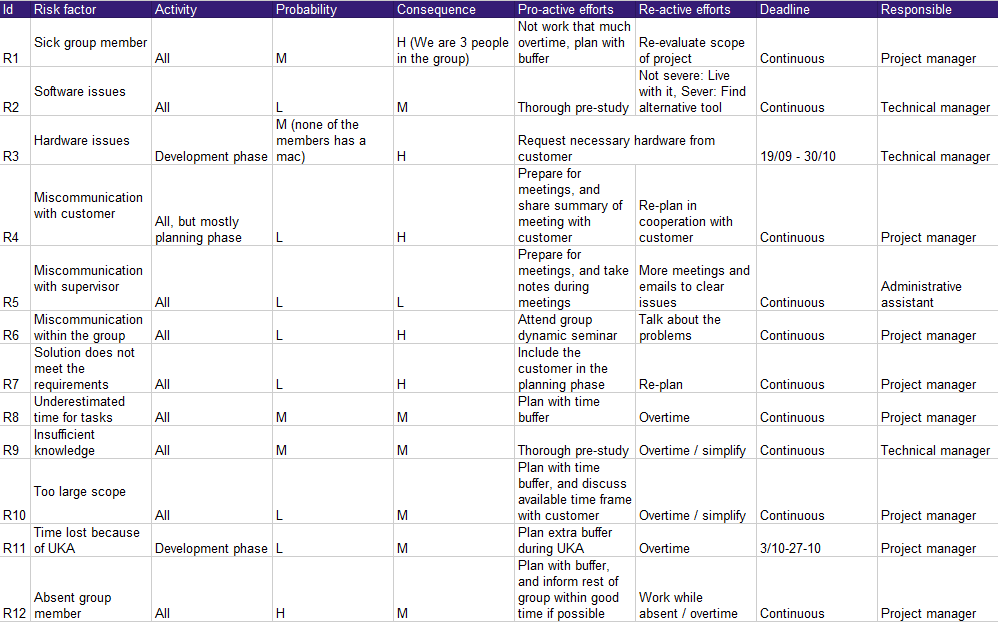 Id
Risk factor
Activity
Probability
Consequence
Pro-active efforts
Re-active efforts
Deadline
Responsible
R1
Sick group member
All
M
H (We are 3 people
in the group)
Not work that much
overtime, plan with
buffer
Re-evaluate scope
of project
Continuous
Project manager
R2
Software issues
All
L
M
Thorough pre-study
Not severe: Live
with it, Sever: Find
alternative tool
Continuous
Technical manager
R3
Hardware issues
Development phase
M (none of the
members has a
mac)
H
Request necessary hardware from
customer
19/09 - 30/10
Technical manager
R4
Miscommunication
with customer
All, but mostly
planning phase
L
H
Prepare for
meetings, and
share summary of
meeting with
customer
Re-plan in
cooperation with
customer
Continuous
Project manager
R5
Miscommunication
with supervisor
All
L
L
Prepare for
meetings, and take
notes during
meetings
More meetings and
emails to clear
issues
Continuous
Administrative
assistant
R6
Miscommunication
within the group
All
L
H
Attend group
dynamic seminar
Talk about the
problems
Continuous
Project manager
R7
Solution does not
meet the
requirements
All
L
H
Include the
customer in the
planning phase
Re-plan
Continuous
Project manager
R8
Underestimated
time for tasks
All
M
M
Plan with time
buffer
Overtime
Continuous
Project manager
R9
Insufficient
knowledge
All
M
M
Thorough pre-study
Overtime / simplify
Continuous
Technical manager
R10
Too large scope
All
L
M
Plan with time
buffer, and discuss
available time frame
with customer
Overtime / simplify
Continuous
Project manager
R11
Time lost because
of UKA
Development phase
L
M
Plan extra buffer
during UKA
Overtime
3/10-27-10
Project manager
R12
Absent group
member
All
H
M
Plan with buffer,
and inform rest of
group within good
time if possible
Work while
absent / overtime
Continuous
Project manager